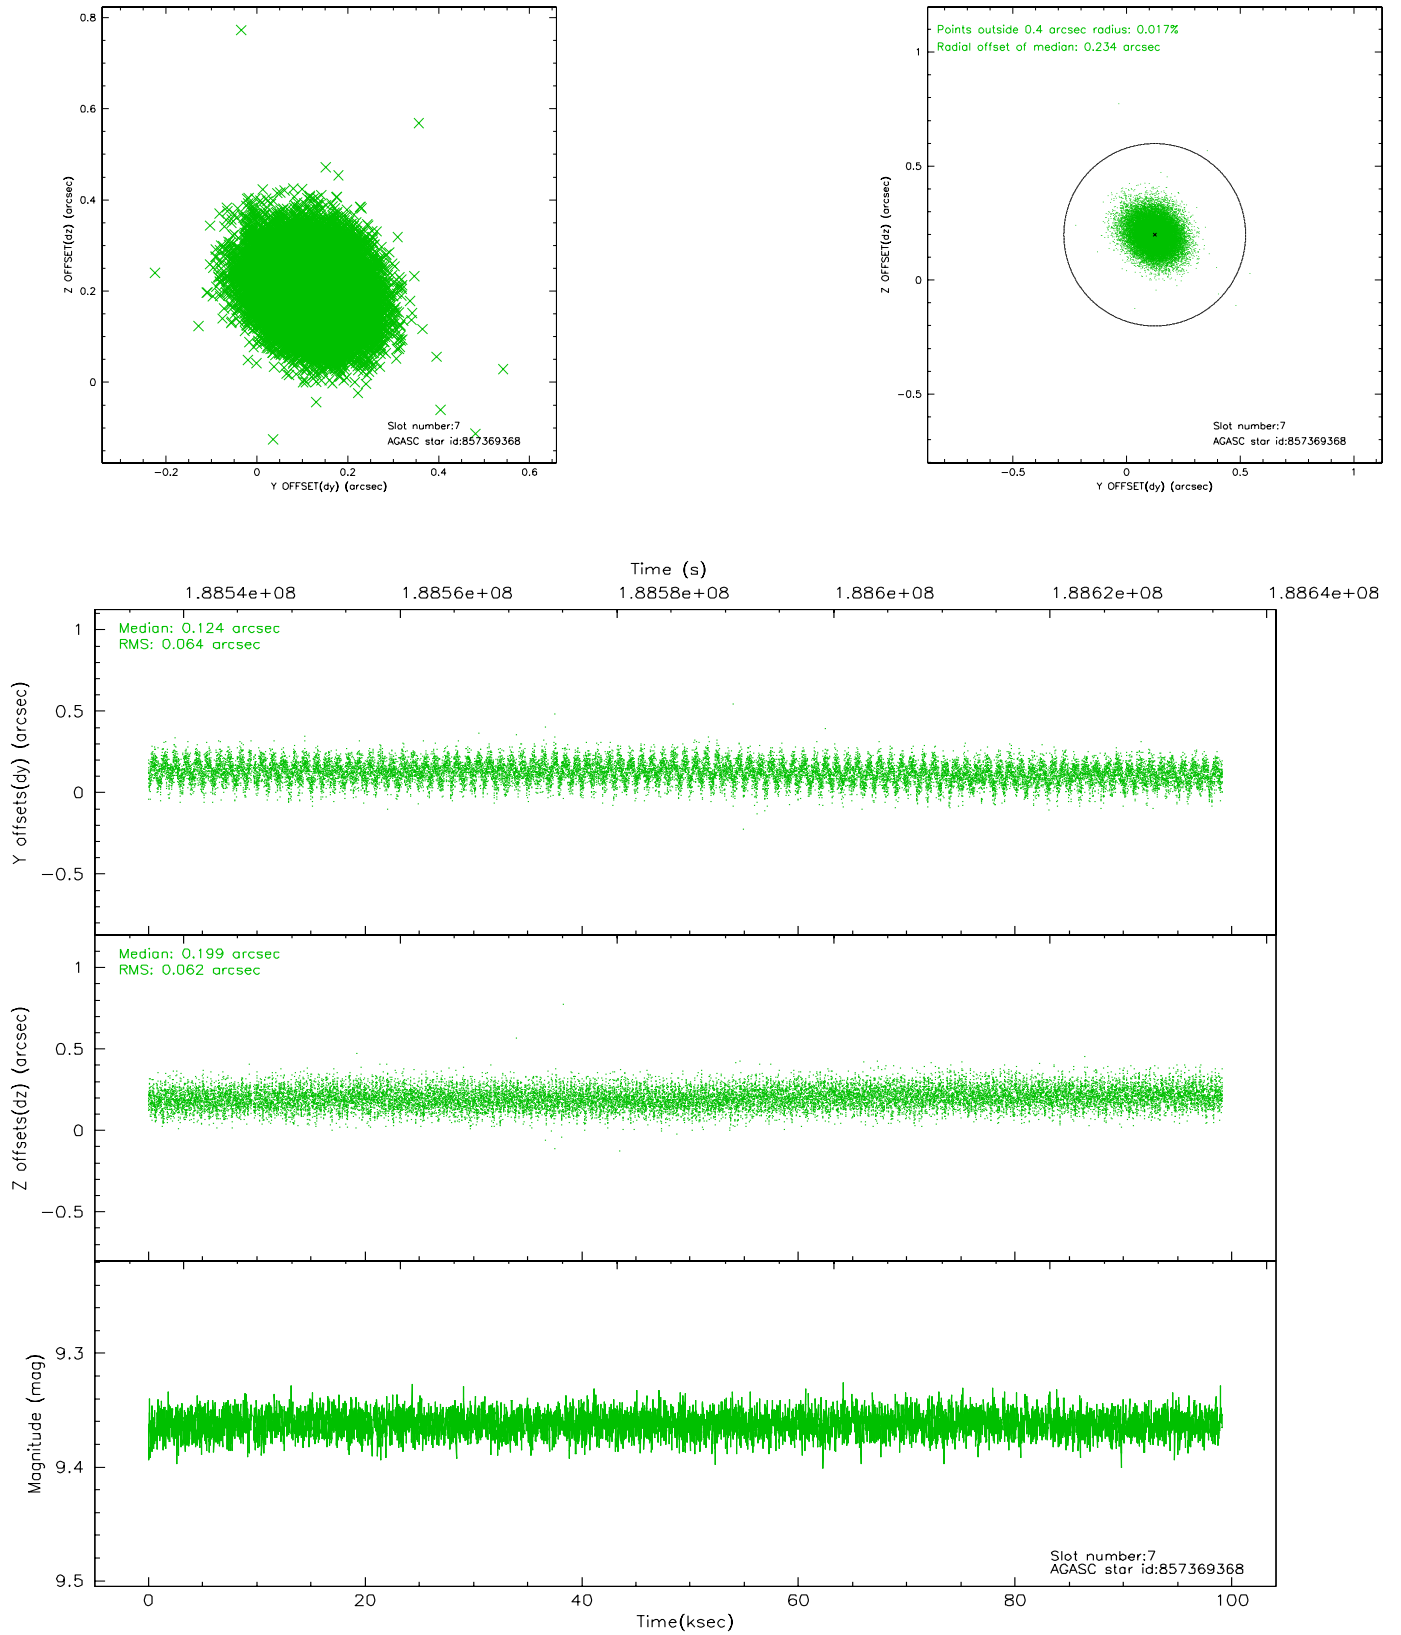 0.8
0.6
0.4
0.2
0
Z OFFSET(dz) (arcsec)
−0.2
0
0.2
0.4
0.6
Y OFFSET(dy) (arcsec)
Slot number:7
AGASC star id:857369368
Points outside 0.4 arcsec radius: 0.017%
Radial offset of median: 0.234 arcsec
1
0.5
0
−0.5
Z OFFSET(dz) (arcsec)
−0.5
0
0.5
1
Y OFFSET(dy) (arcsec)
Slot number:7
AGASC star id:857369368
Time (s)
1.8854e+08
1.8856e+08
1.8858e+08
1.886e+08
1.8862e+08
1.8864e+08
Median: 0.124 arcsec
RMS: 0.064 arcsec
1
0.5
0
−0.5
Y offsets(dy) (arcsec)
Median: 0.199 arcsec
RMS: 0.062 arcsec
1
0.5
0
−0.5
Z offsets(dz) (arcsec)
9.3
9.4
9.5
Magnitude (mag)
Slot number:7
AGASC star id:857369368
0
20
40
60
80
100
Time(ksec)